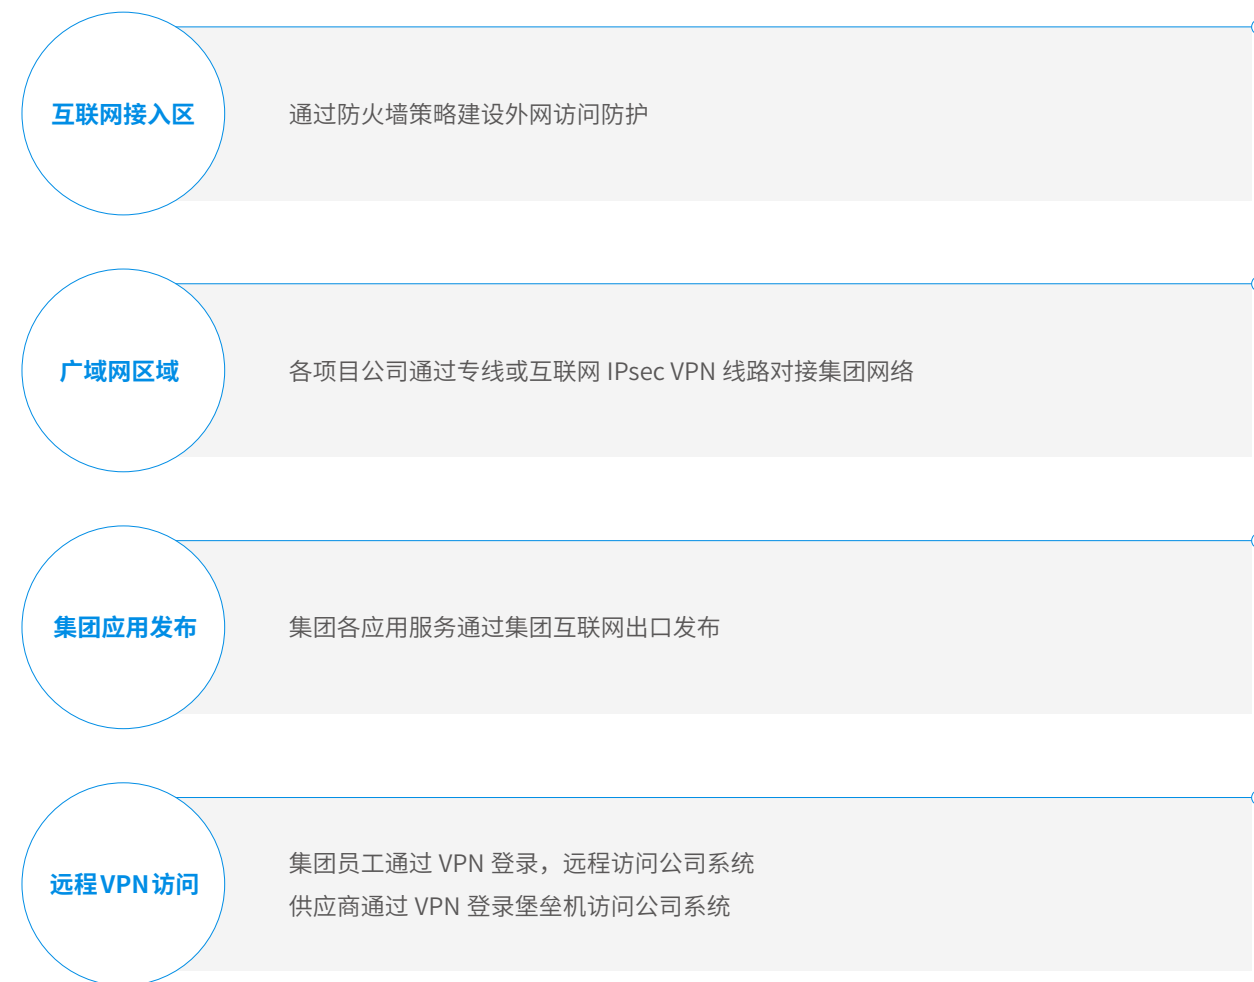 互联网接入区
通过防火墙策略建设外网访问防护
广域网区域
各项目公司通过专线或互联网 IPsec VPN 线路对接集团网络
集团应用发布
集团各应用服务通过集团互联网出口发布
远程VPN访问
集团员工通过 VPN 登录，远程访问公司系统
供应商通过 VPN 登录堡垒机访问公司系统